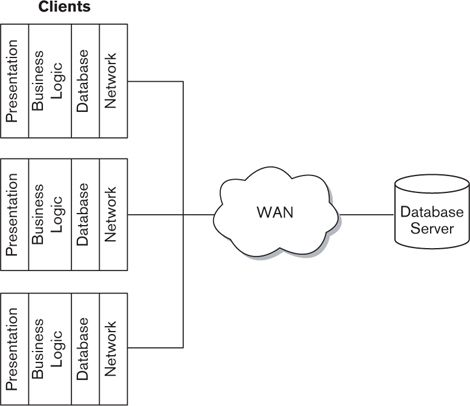 Clients
Presentation
Business
Logic
Database
Network
Presentation
Business
Logic
Database
Network
Presentation
Business
Logic
Database
Network
WAN
Database
Server